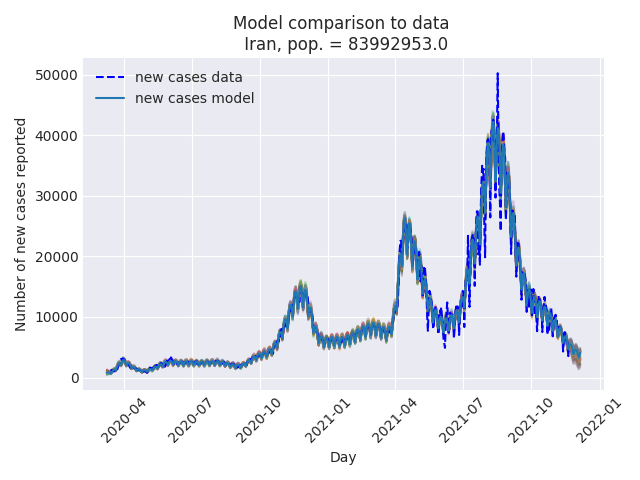 Model comparison to data
Iran, pop. = 83992953.0
new cases data
new cases model
Number of new cases reported
50000
40000
30000
20000
10000
0
2020-04
2020-07
2020-10
2021-01
2021-04
2021-07
2021-10
2022-01
Day